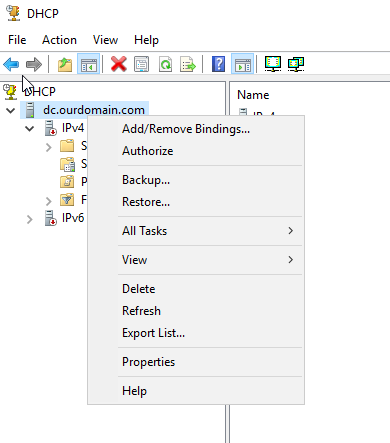 DHCP
File Action View Help
DHCP
Name
dc.ourdomain.com
IPv4
Add/Remove Bindings...
S
Authorize
S
P
Backup...
F
Restore...
IPv6
All Tasks
View
Delete
Refresh
Export List...
Properties
Help